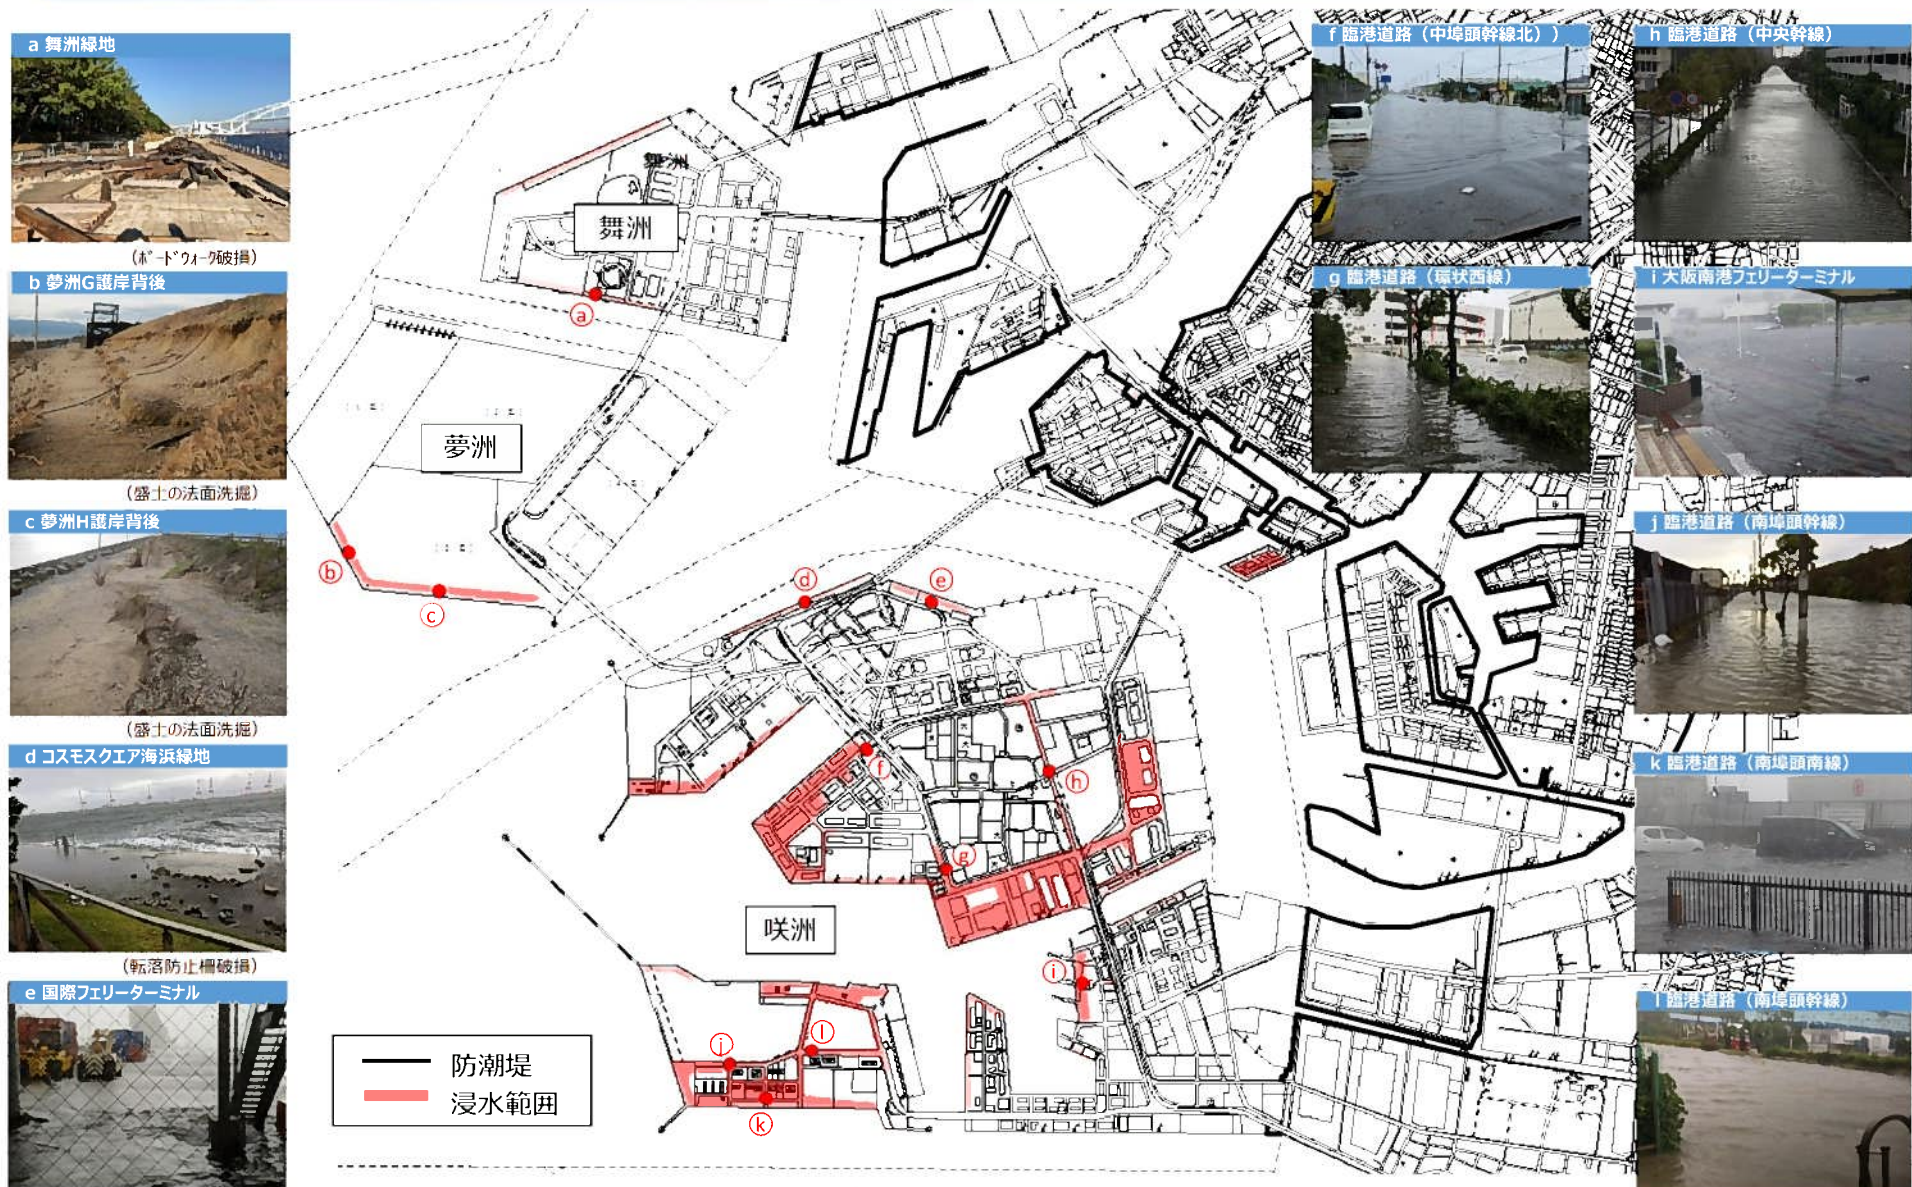 a 舞洲緑地
(ﾎﾞｰﾄﾞｳｫｰｸ破損)
b 夢洲G護岸背後
(盛土の法面洗掘)
c 夢洲H護岸背後
(盛土の法面洗掘)
d コスモスクエア海浜緑地
(転落防止柵破損)
e 国際フェリーターミナル
f 臨港道路（中埠頭幹線北））
g 臨港道路（環状西線）
h 臨港道路（中央幹線）
i 大阪南港フェリーターミナル
j 臨港道路（南埠頭幹線）
k 臨港道路（南埠頭南線）
l 臨港道路（南埠頭幹線）
舞洲
舞洲
ⓐ
夢洲
ⓑ
ⓒ
ⓓ
ⓔ
ⓕ
ⓗ
ⓖ
咲洲
ⓘ
ⓙ
ⓛ
ⓚ
防潮堤
浸水範囲